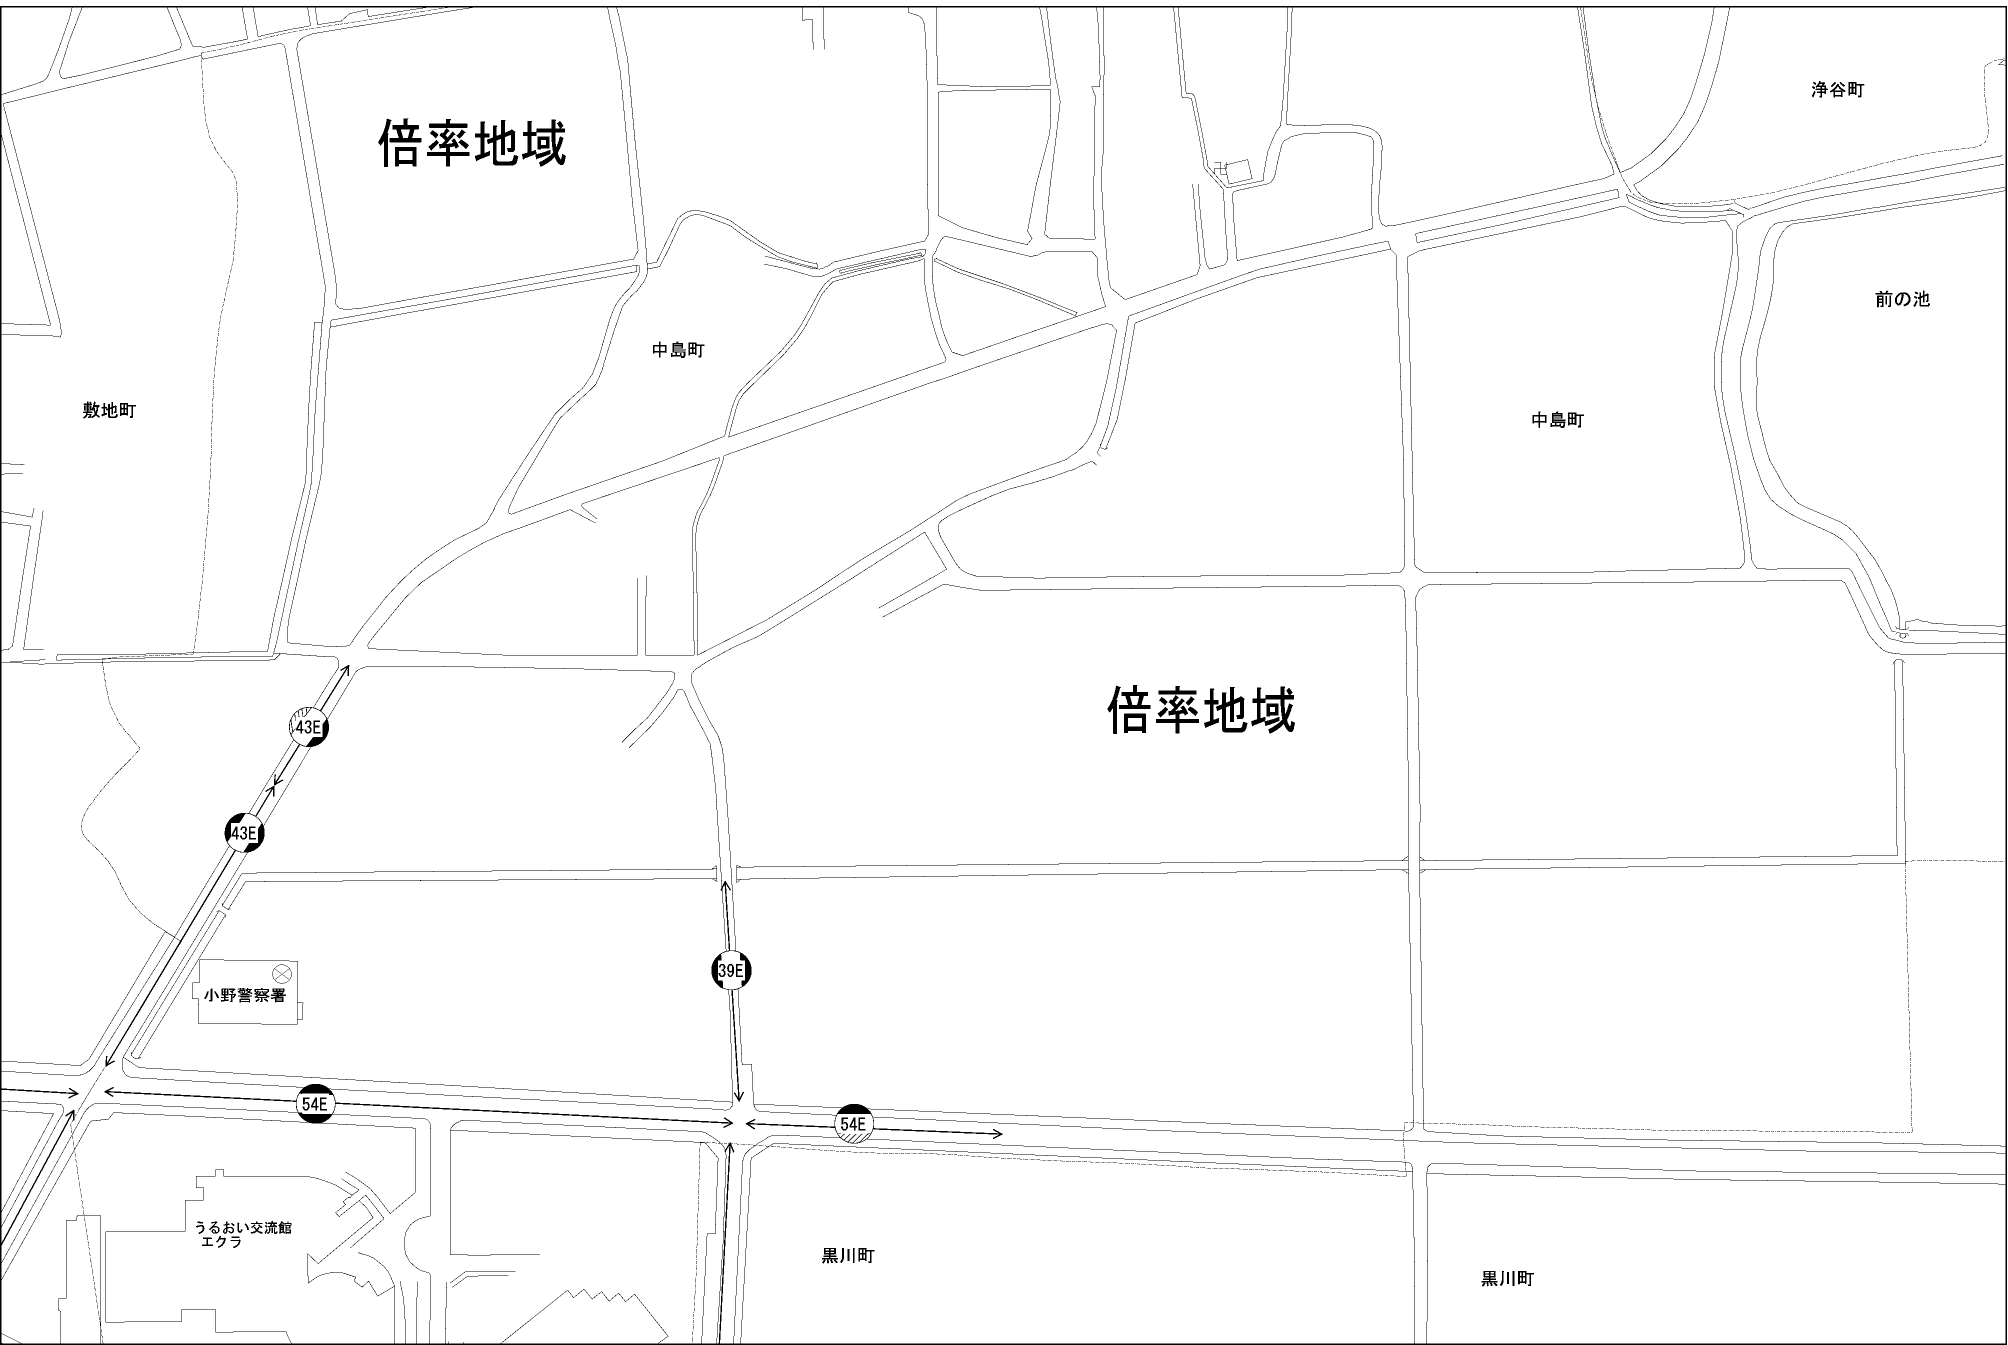 浄谷町
倍率地域
前の池
中島町
敷地町
中島町
倍率地域
43E
43E
39E
小野警察署
54E
54E
うるおい交流館
エクラ
黒川町
黒川町